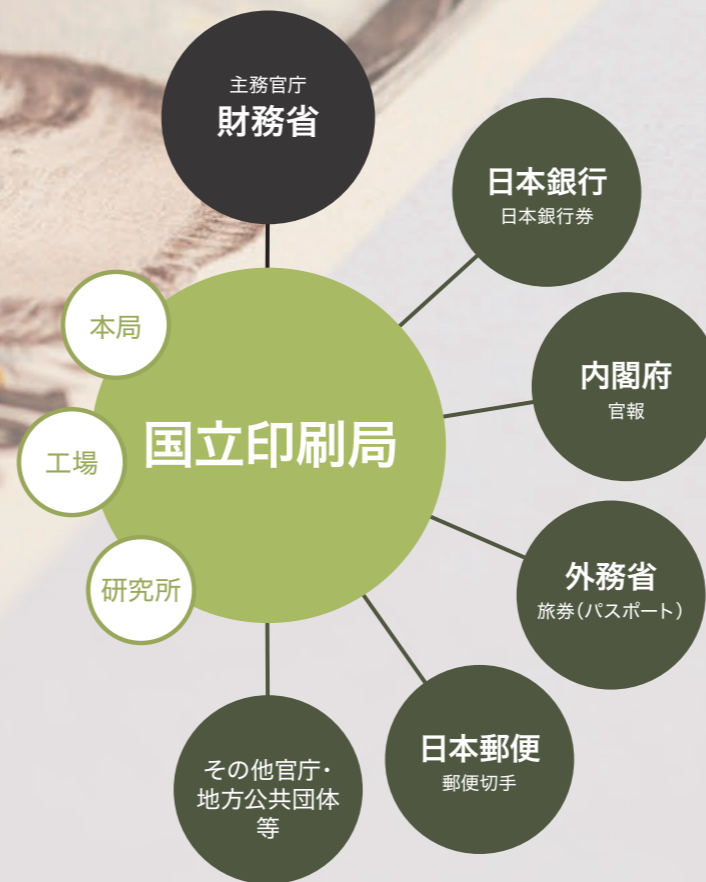 主務官庁
財務省
日本銀行
日本銀行券
内閣府
官報
外務省
旅券(パスポート)
日本郵便
郵便切手
その他官庁・
地方公共団体
等
国立印刷局
本局
工場
研究所